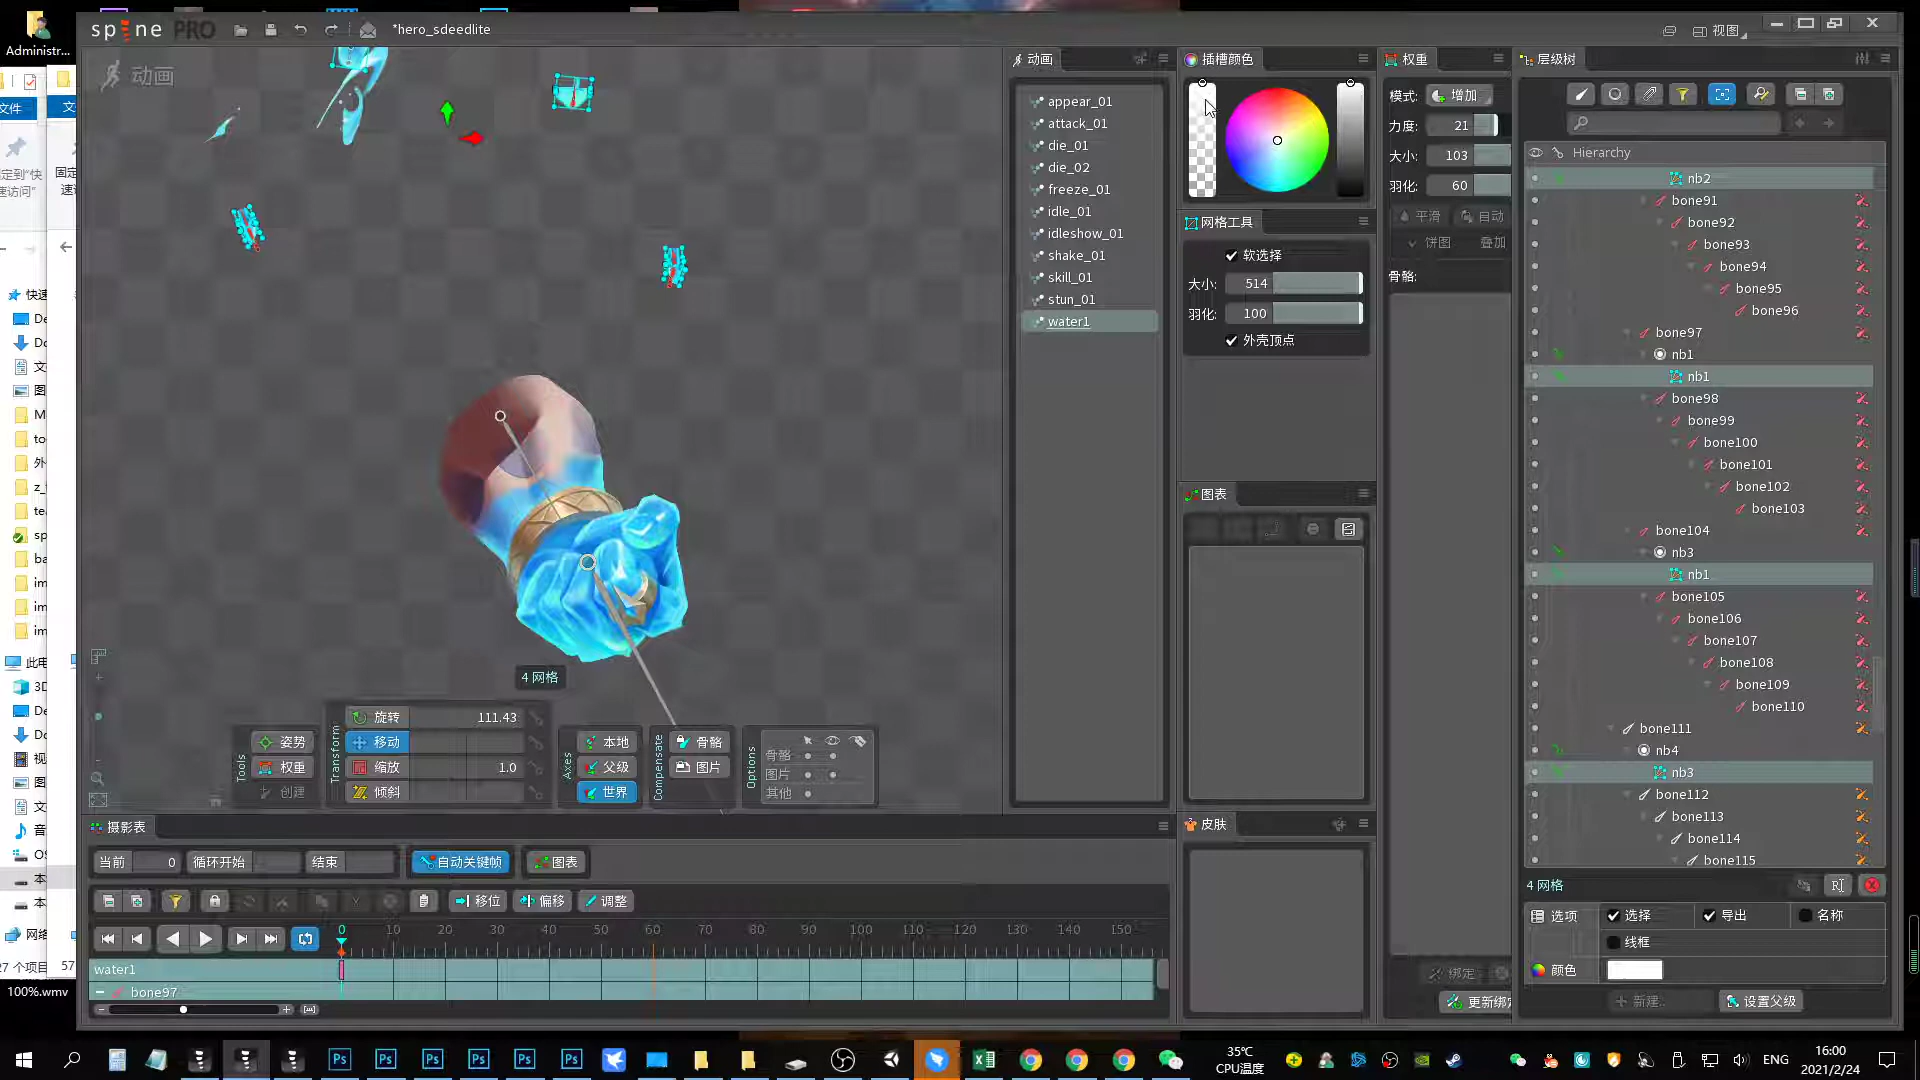 Administr...
spine PRO
*hero_sdeedlite
视图
动画
动画
appear_01
attack_01
die_01
die_02
freeze_01
idle_01
idleshow_01
shake_01
skill_01
stun_01
water1
插槽颜色
网格工具
软选择
大小: 514
羽化: 100
外壳顶点
图表
皮肤
权重
模式: 增加
力度: 21
大小: 103
羽化: 60
平滑 自动
饼图 叠加
骨骼:
绑定
层级树
Hierarchy
nb2
bone91
bone92
bone93
bone94
bone95
bone96
bone97
nb1
nb1
bone98
bone99
bone100
bone101
bone102
bone103
bone104
nb3
nb1
bone105
bone106
bone107
bone108
bone109
bone110
bone111
nb4
nb3
bone112
bone113
bone114
bone115
4 网格
选项 选择 导出 名称
线框
颜色
新建..
设置父级
文件
快速访问
4 网格
Tools
姿势
权重
创建
Transform
旋转 111.43
移动
缩放 1.0
倾斜
Axes
本地
父级
世界
Compensate
骨骼
图片
Options
骨骼
图片
其他
摄影表
当前 0 循环开始 结束 自动关键帧 图表
移位 偏移 调整
0 10 20 30 40 50 60 70 80 90 100 110 120 130 140 150
water1
bone97
100%.wmv
35℃
CPU温度
ENG
16:00
2021/2/24